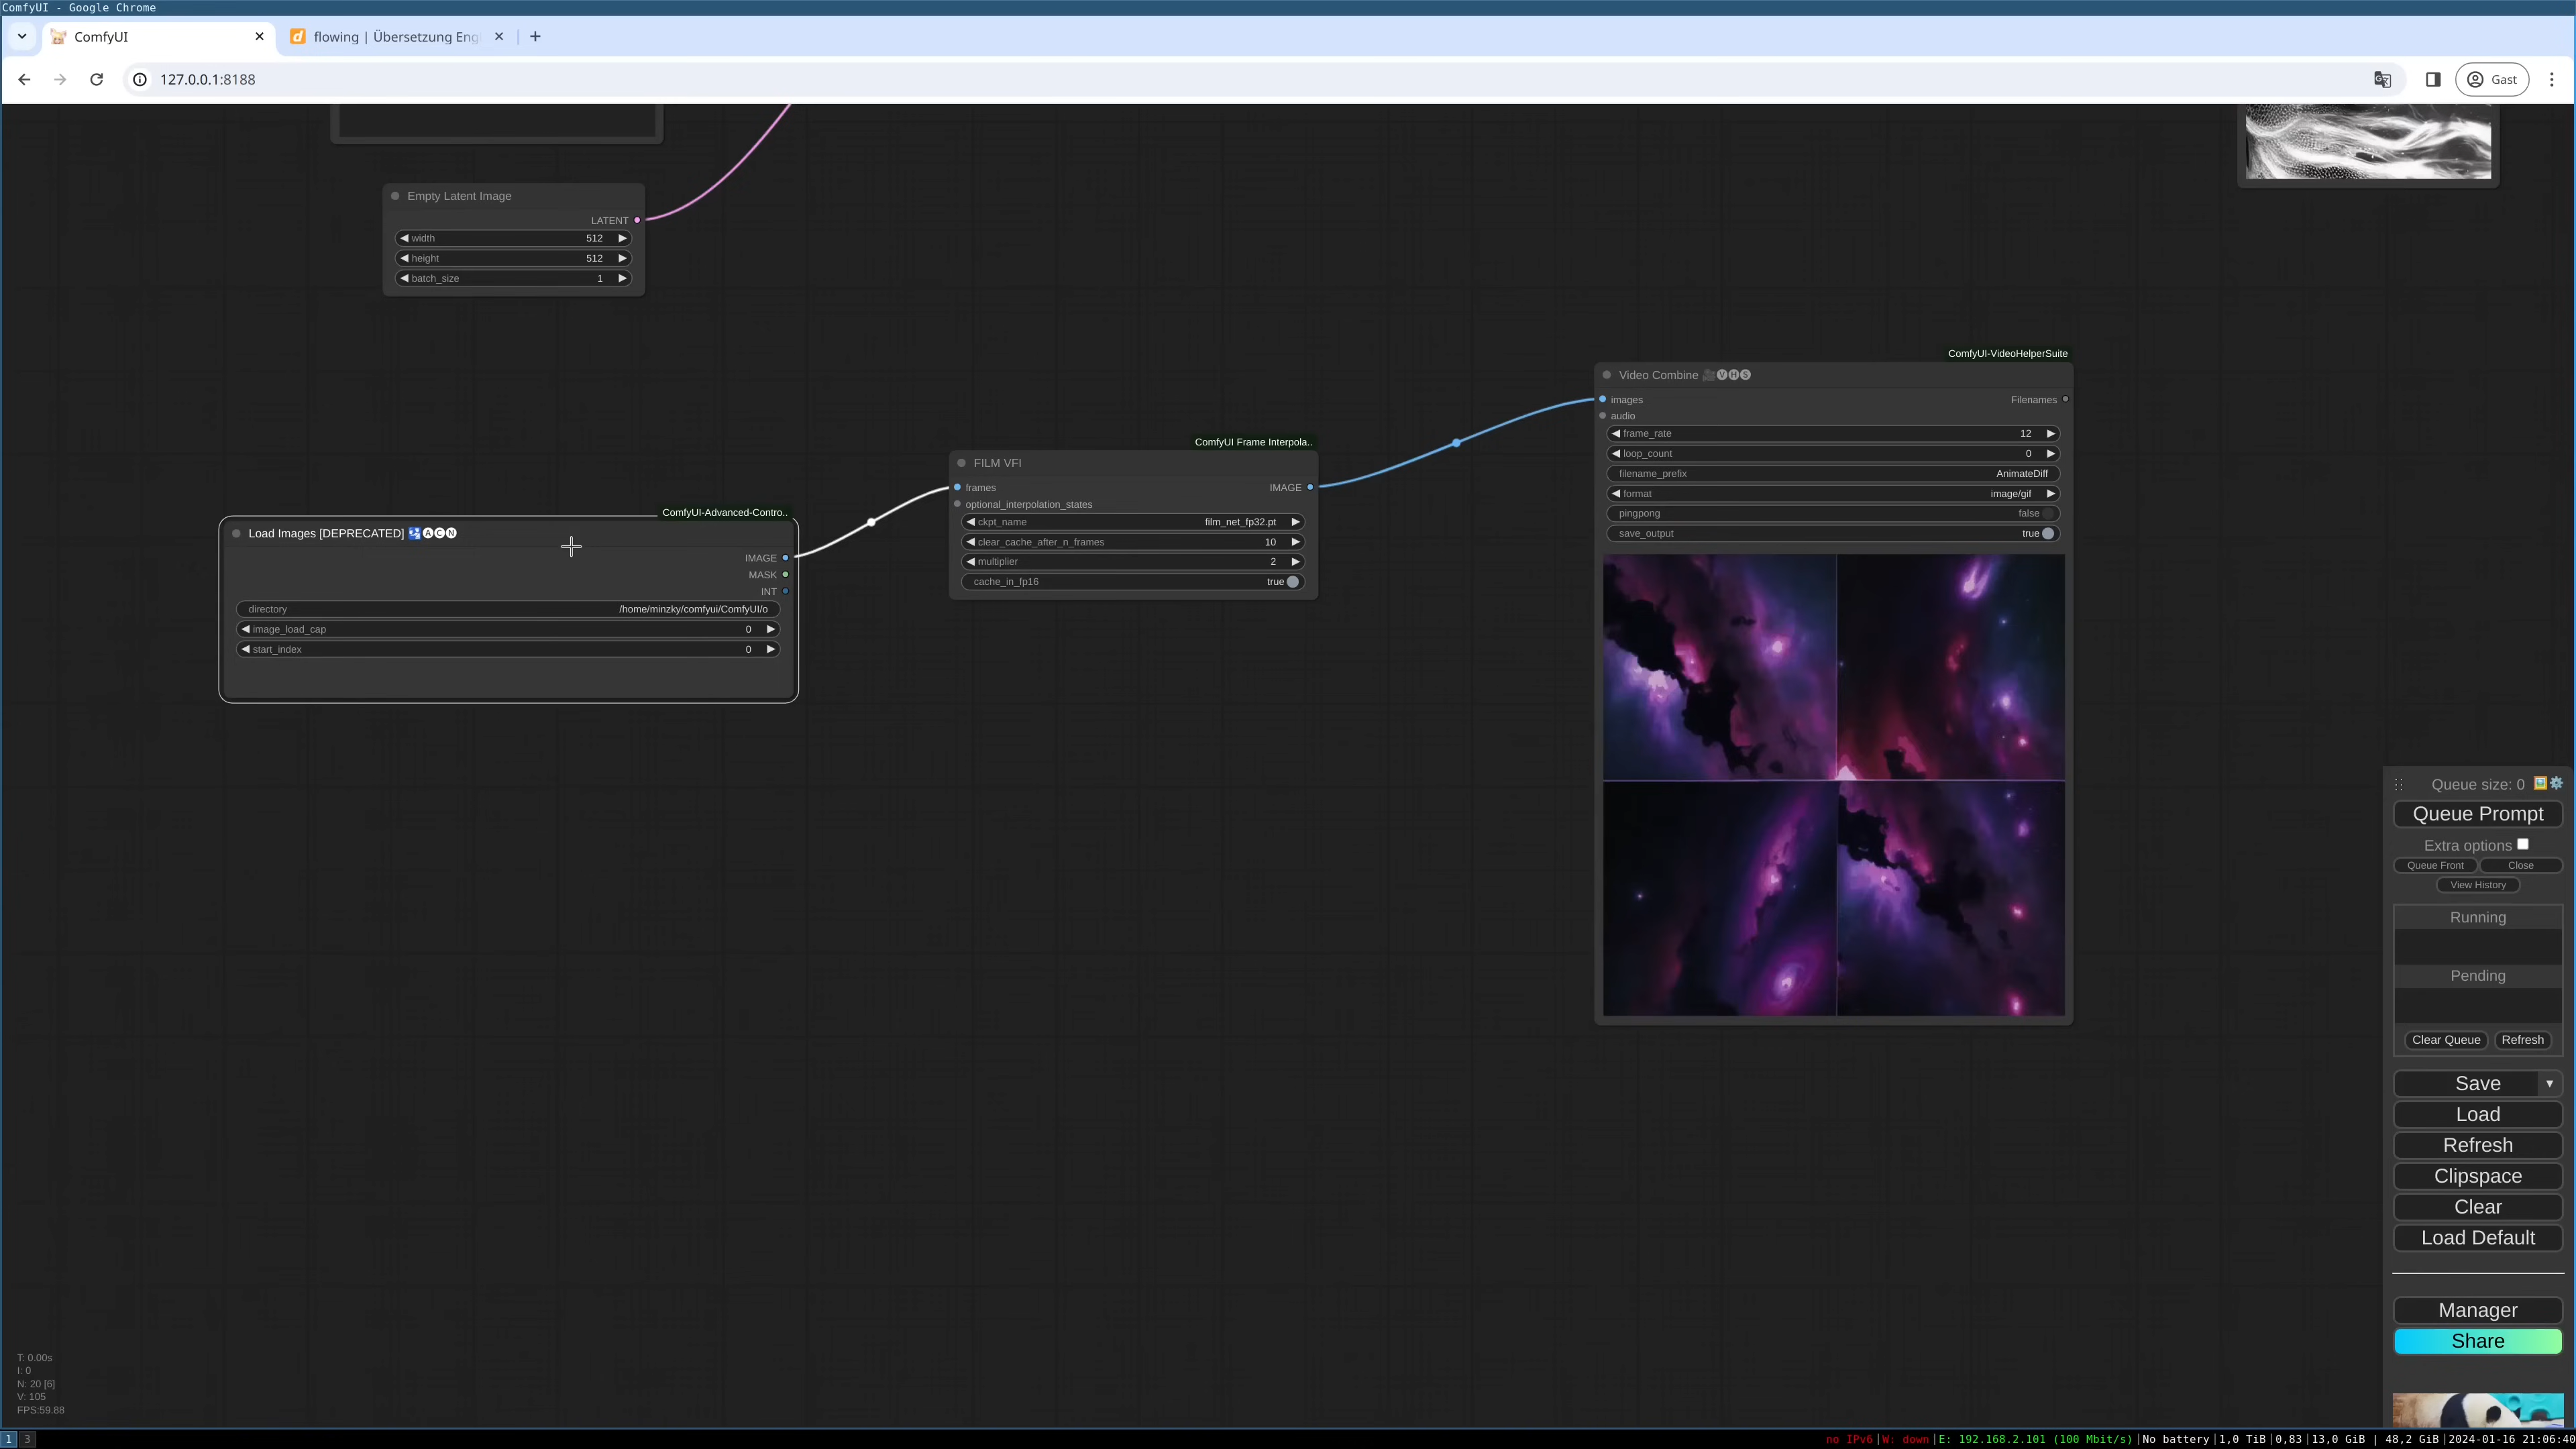 ComfyUI - Google Chrome
ComfyUI
flowing | Übersetzung Eng
127.0.0.1:8188
Gast
Empty Latent Image
LATENT
width 512
height 512
batch_size 1
ComfyUI-VideoHelperSuite
Video Combine 🎥🅥🅗🅢
images Filenames
audio
frame_rate 12
loop_count 0
filename_prefix AnimateDiff
format image/gif
pingpong false
save_output true
ComfyUI Frame Interpola..
FILM VFI
frames IMAGE
optional_interpolation_states
ckpt_name film_net_fp32.pt
clear_cache_after_n_frames 10
multiplier 2
cache_in_fp16 true
ComfyUI-Advanced-Contro..
Load Images [DEPRECATED] 🛂🅐🅒🅝
IMAGE
MASK
INT
directory /home/minzky/comfyui/ComfyUI/o
image_load_cap 0
start_index 0
Queue size: 0
Queue Prompt
Extra options
Queue Front Close
View History
Running
Pending
Clear Queue Refresh
Save ▼
Load
Refresh
Clipspace
Clear
Load Default
Manager
Share
T: 0.00s
I: 0
N: 20 [6]
V: 105
FPS:59.88
1 3
no IPv6|W: down|E: 192.168.2.101 (100 Mbit/s)|No battery|1,0 TiB|0,83|13,0 GiB | 48,2 GiB|2024-01-16 21:06:40